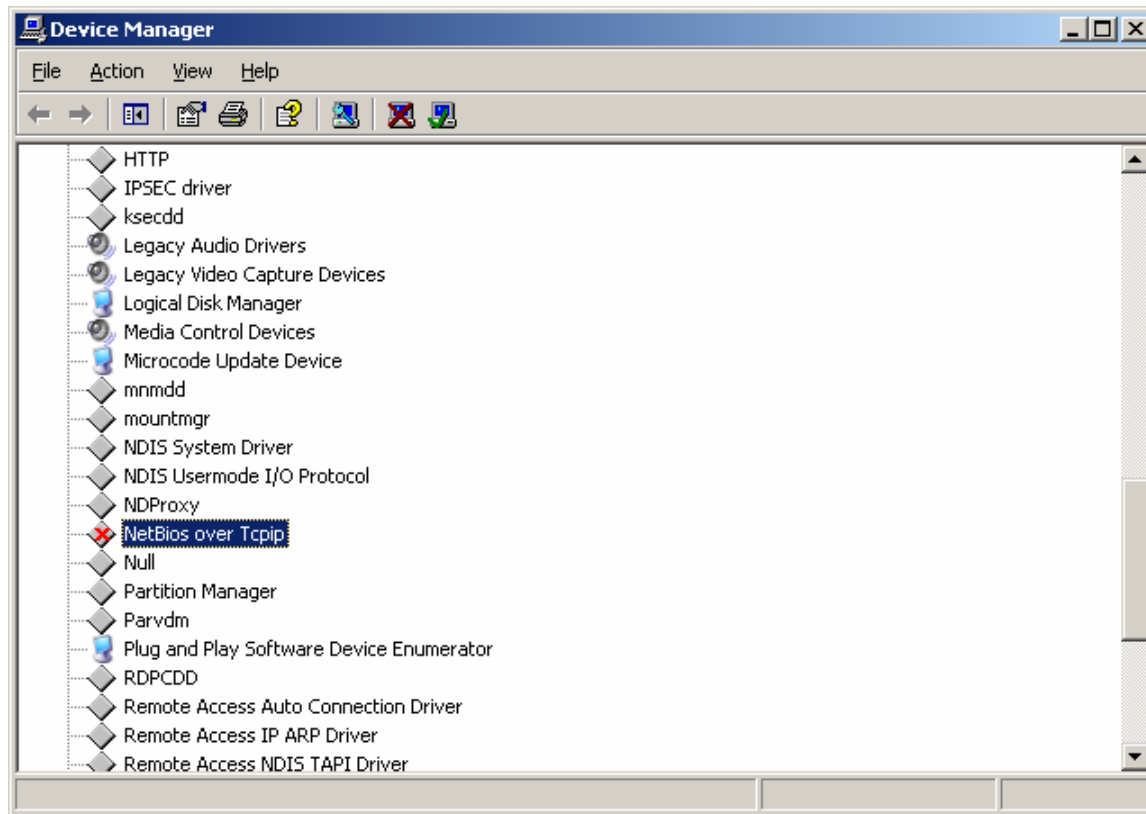 Device Manager
File Action View Help
HTTP
IPSEC driver
ksecdd
Legacy Audio Drivers
Legacy Video Capture Devices
Logical Disk Manager
Media Control Devices
Microcode Update Device
mnmdd
mountmgr
NDIS System Driver
NDIS Usermode I/O Protocol
NDProxy
NetBios over Tcpip
Null
Partition Manager
Parvdm
Plug and Play Software Device Enumerator
RDPCDD
Remote Access Auto Connection Driver
Remote Access IP ARP Driver
Remote Access NDIS TAPI Driver